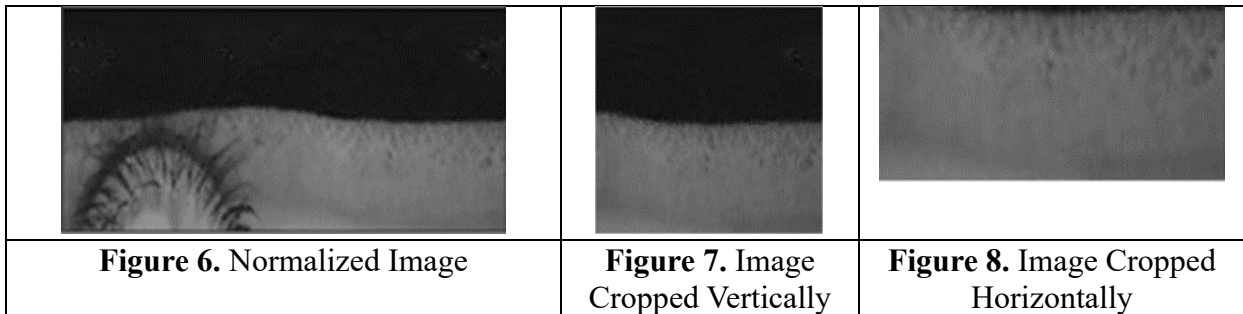 Figure 6. Normalized Image
Figure 7. Image
Cropped Vertically
Figure 8. Image Cropped
Horizontally